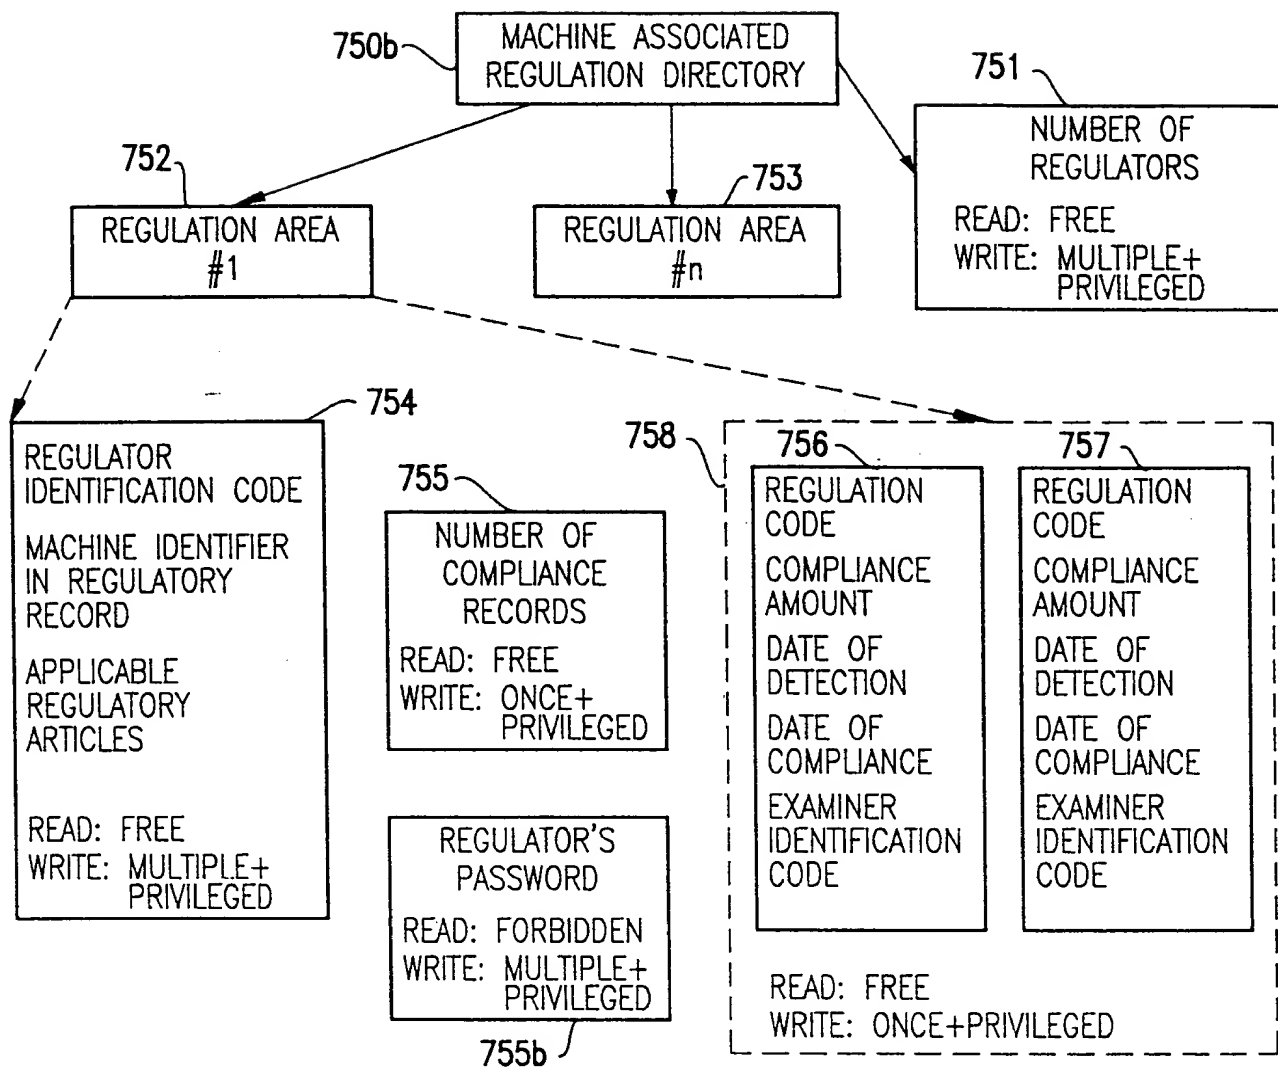 750b
MACHINE ASSOCIATED
REGULATION DIRECTORY
751
NUMBER OF
REGULATORS
READ: FREE
WRITE: MULTIPLE+
PRIVILEGED
752
REGULATION AREA
#1
753
REGULATION AREA
#n
754
REGULATOR
IDENTIFICATION CODE
MACHINE IDENTIFIER
IN REGULATORY
RECORD
APPLICABLE
REGULATORY
ARTICLES
READ: FREE
WRITE: MULTIPLE+
PRIVILEGED
755
NUMBER OF
COMPLIANCE
RECORDS
READ: FREE
WRITE: ONCE+
PRIVILEGED
REGULATOR'S
PASSWORD
READ: FORBIDDEN
WRITE: MULTIPLE+
PRIVILEGED
755b
758
756
REGULATION
CODE
COMPLIANCE
AMOUNT
DATE OF
DETECTION
DATE OF
COMPLIANCE
EXAMINER
IDENTIFICATION
CODE
757
REGULATION
CODE
COMPLIANCE
AMOUNT
DATE OF
DETECTION
DATE OF
COMPLIANCE
EXAMINER
IDENTIFICATION
CODE
READ: FREE
WRITE: ONCE+PRIVILEGED